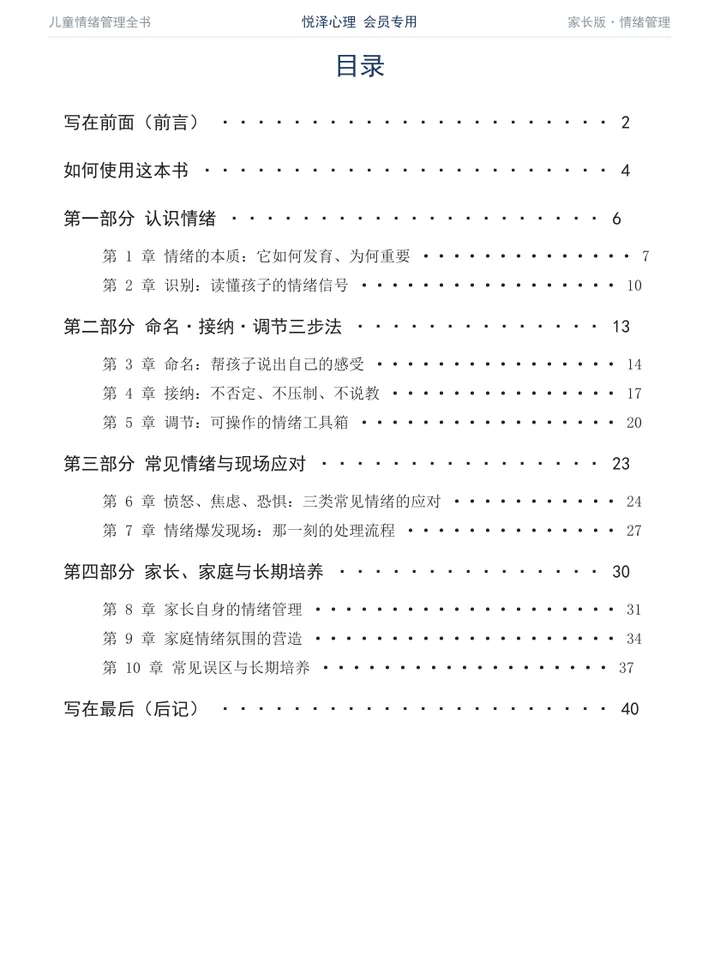 儿童情绪管理全书 悦泽心理 会员专用 家长版·情绪管理
目录
写在前面（前言） · · · · · · · · · · · · · · · · · · · · · · 2
如何使用这本书 · · · · · · · · · · · · · · · · · · · · · · · 4
第一部分 认识情绪 · · · · · · · · · · · · · · · · · · · · · 6
第 1 章 情绪的本质：它如何发育、为何重要 · · · · · · · · · · · · · · 7
第 2 章 识别：读懂孩子的情绪信号 · · · · · · · · · · · · · · · · · 10
第二部分 命名·接纳·调节三步法 · · · · · · · · · · · · · · 13
第 3 章 命名：帮孩子说出自己的感受 · · · · · · · · · · · · · · · · 14
第 4 章 接纳：不否定、不压制、不说教 · · · · · · · · · · · · · · · 17
第 5 章 调节：可操作的情绪工具箱 · · · · · · · · · · · · · · · · · 20
第三部分 常见情绪与现场应对 · · · · · · · · · · · · · · · · 23
第 6 章 愤怒、焦虑、恐惧：三类常见情绪的应对 · · · · · · · · · · · 24
第 7 章 情绪爆发现场：那一刻的处理流程 · · · · · · · · · · · · · · 27
第四部分 家长、家庭与长期培养 · · · · · · · · · · · · · · · 30
第 8 章 家长自身的情绪管理 · · · · · · · · · · · · · · · · · · · · 31
第 9 章 家庭情绪氛围的营造 · · · · · · · · · · · · · · · · · · · · 34
第 10 章 常见误区与长期培养 · · · · · · · · · · · · · · · · · · · 37
写在最后（后记） · · · · · · · · · · · · · · · · · · · · · · 40